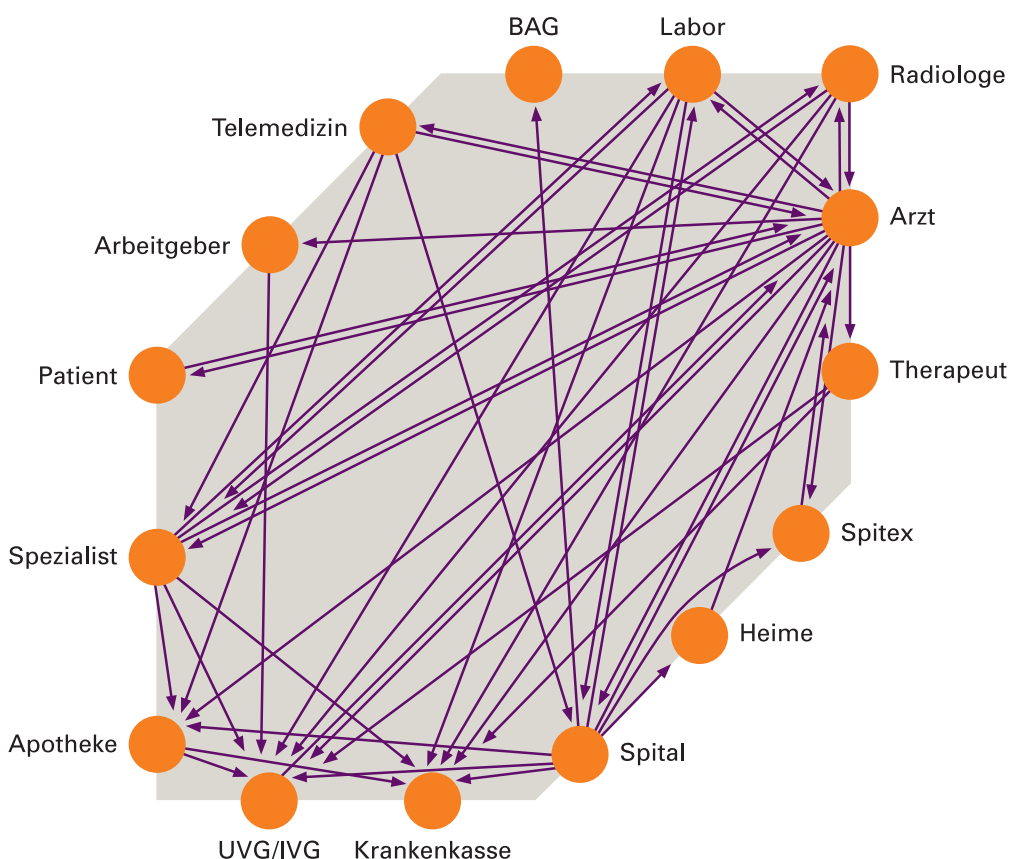 BAG
Labor
Radiologe
Telemedizin
Arzt
Arbeitgeber
Patient
Therapeut
Spezialist
Spitex
Heime
Apotheke
Spital
UVG/IVG
Krankenkasse